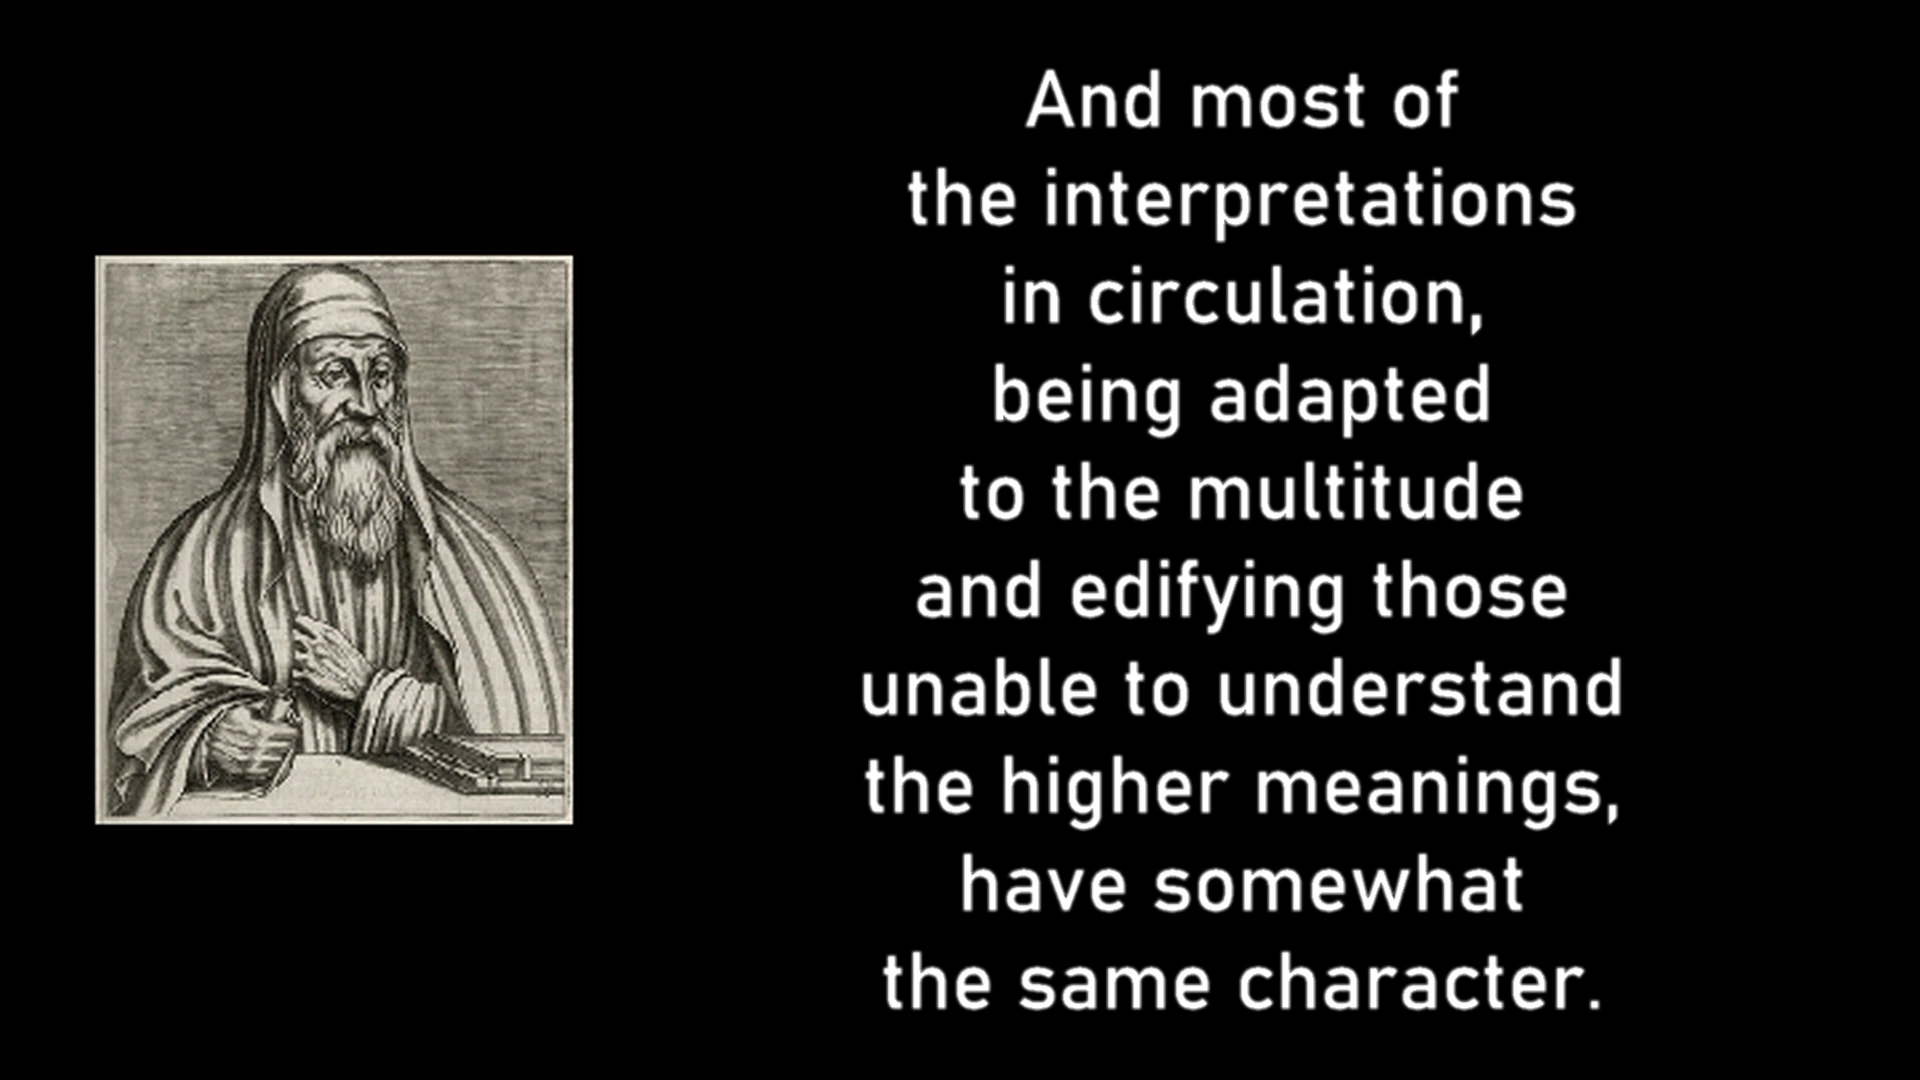 And most of
the interpretations
in circulation,
being adapted
to the multitude
and edifying those
unable to understand
the higher meanings,
have somewhat
the same character.